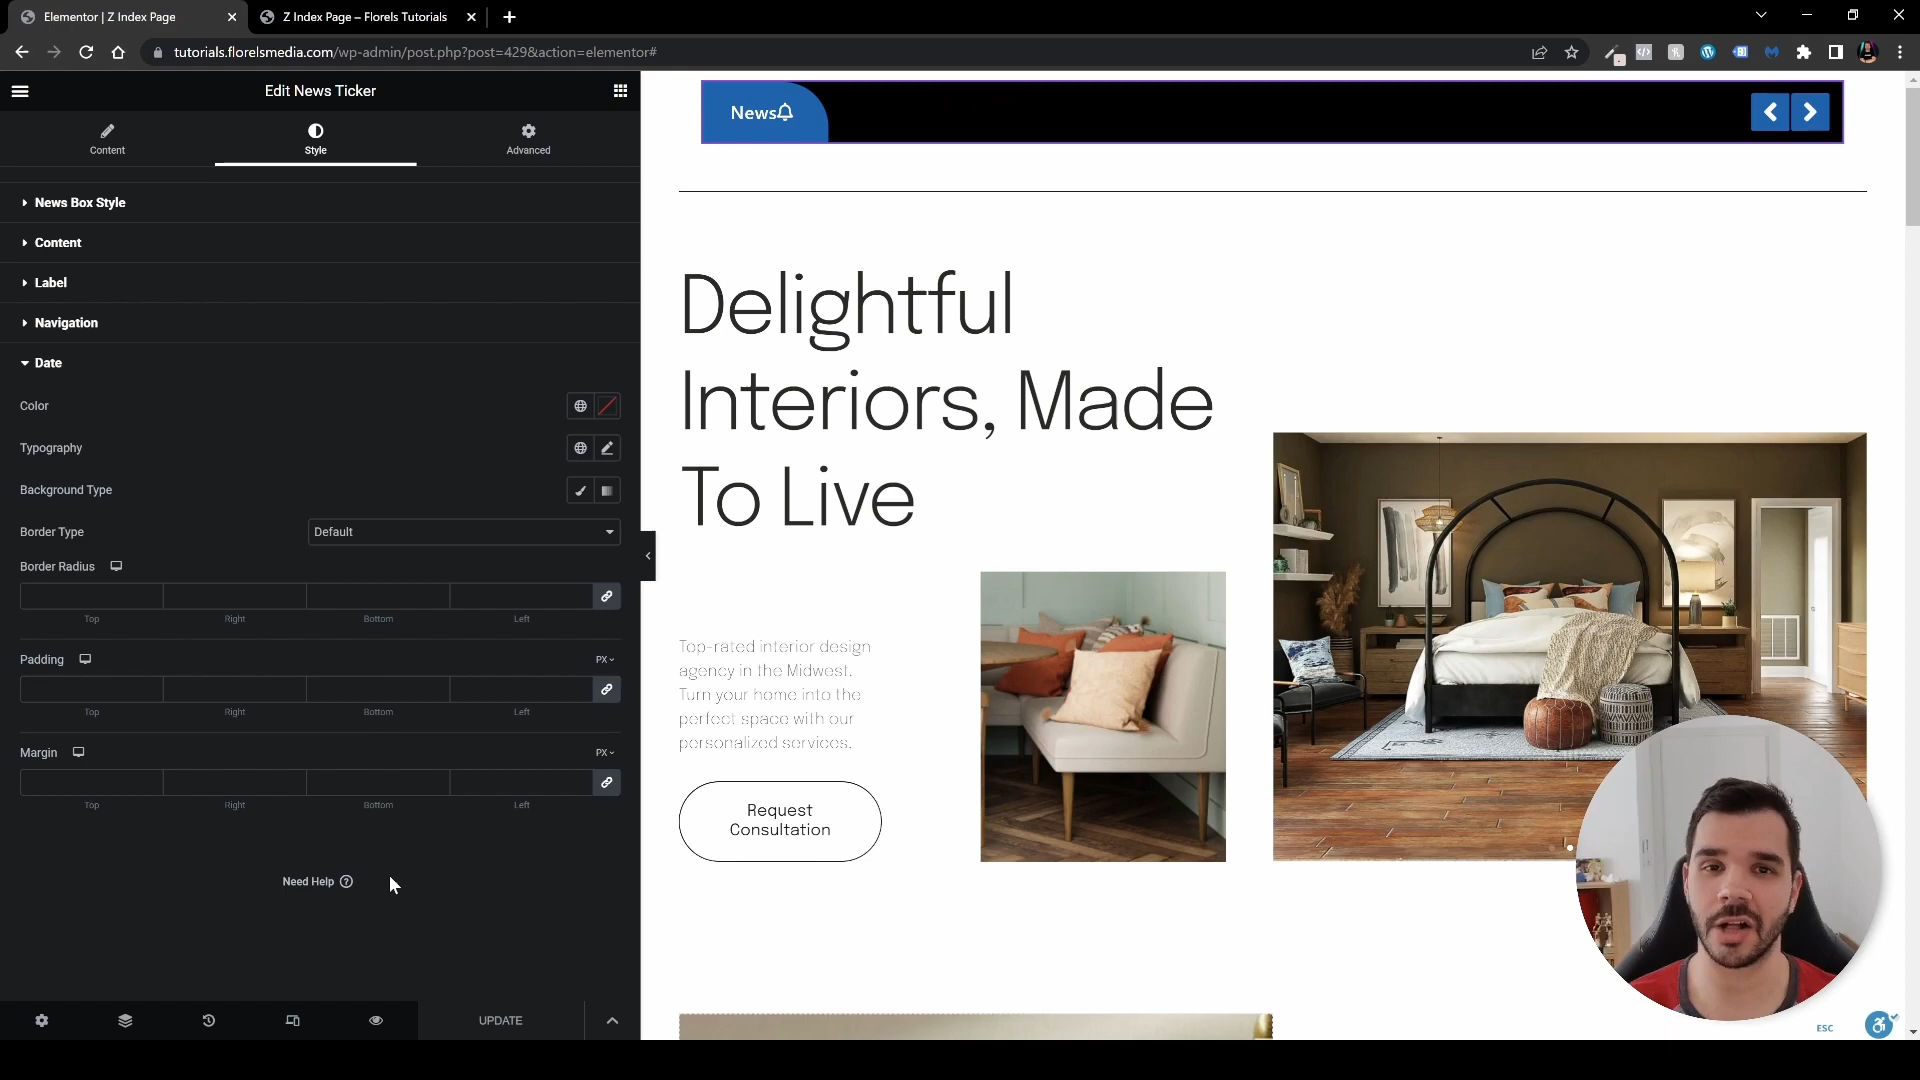 Elementor | Z Index Page
Z Index Page – Florels Tutorials
tutorials.florelsmedia.com/wp-admin/post.php?post=429&action=elementor#
Edit News Ticker
Content
Style
Advanced
News Box Style
Content
Label
Navigation
Date
Color
Typography
Background Type
Border Type
Default
Border Radius
Top Right Bottom Left
Padding
PX
Top Right Bottom Left
Margin
PX
Top Right Bottom Left
Need Help
UPDATE
News
Delightful
Interiors, Made
To Live
Top-rated interior design
agency in the Midwest.
Turn your home into the
perfect space with our
personalized services.
Request
Consultation
ESC